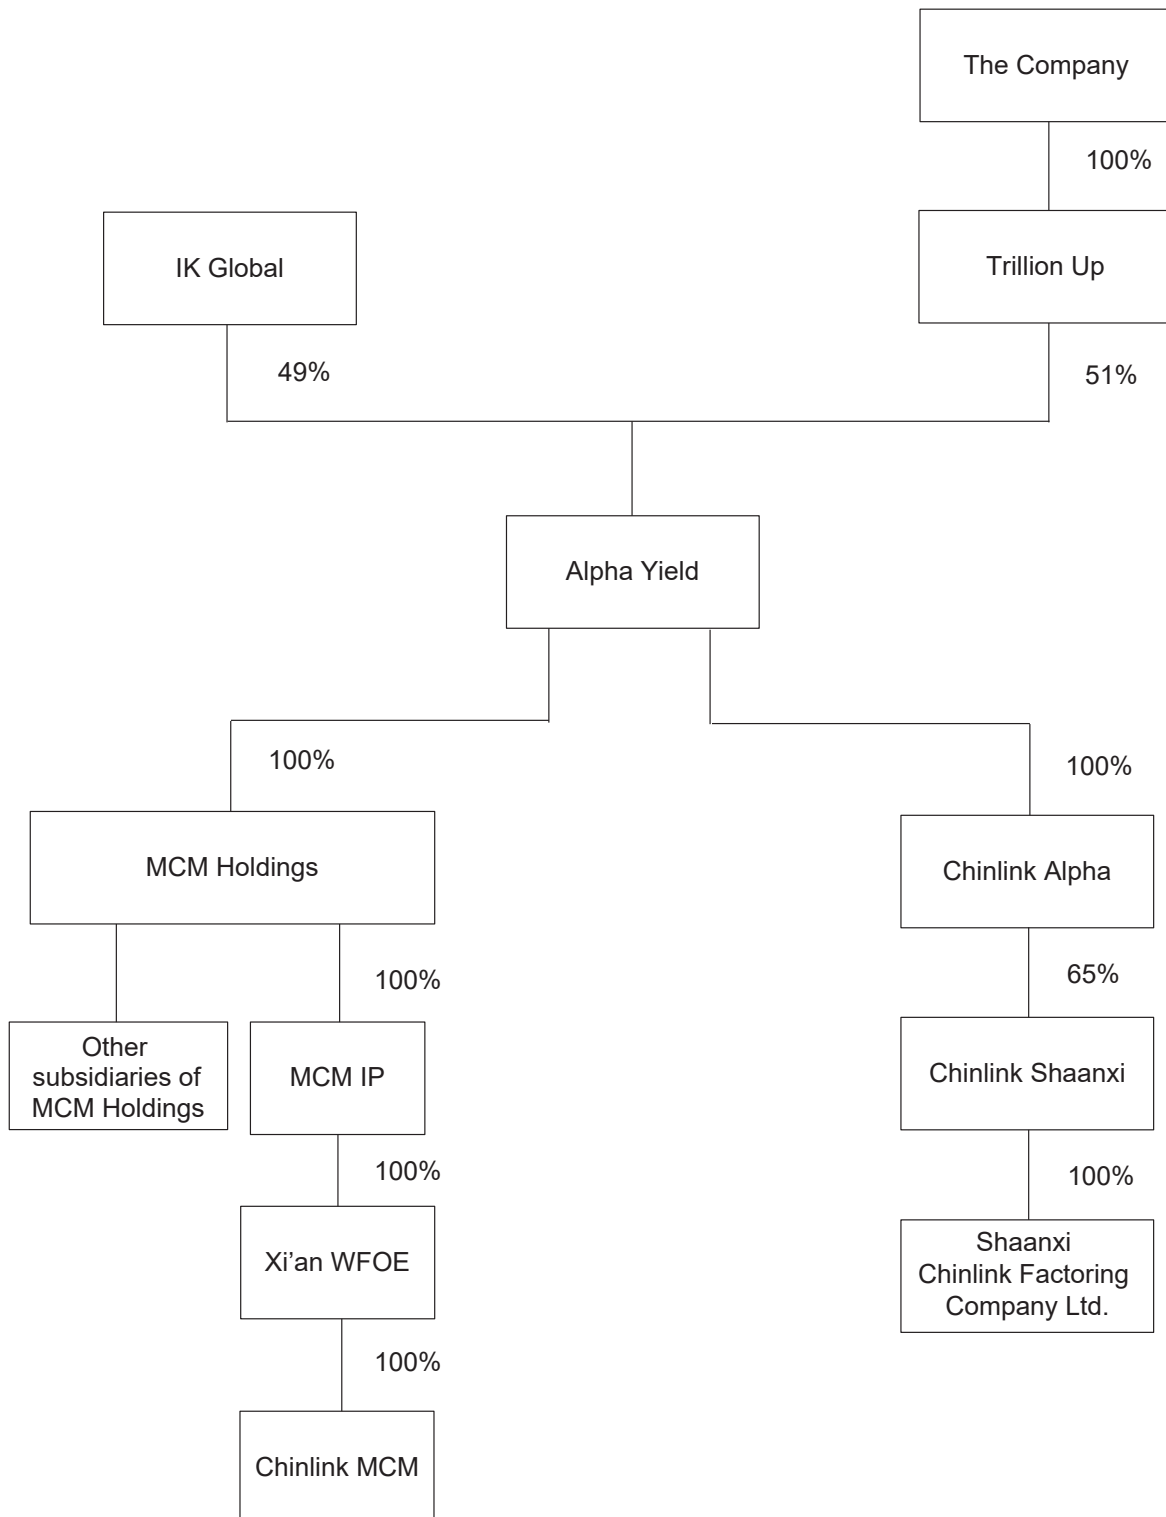 The Company
100%
IK Global
Trillion Up
49%
51%
Alpha Yield
100%
100%
MCM Holdings
Chinlink Alpha
100%
65%
Other
subsidiaries of
MCM Holdings
MCM IP
Chinlink Shaanxi
100%
100%
Xi’an WFOE
Shaanxi
Chinlink Factoring
Company Ltd.
100%
Chinlink MCM